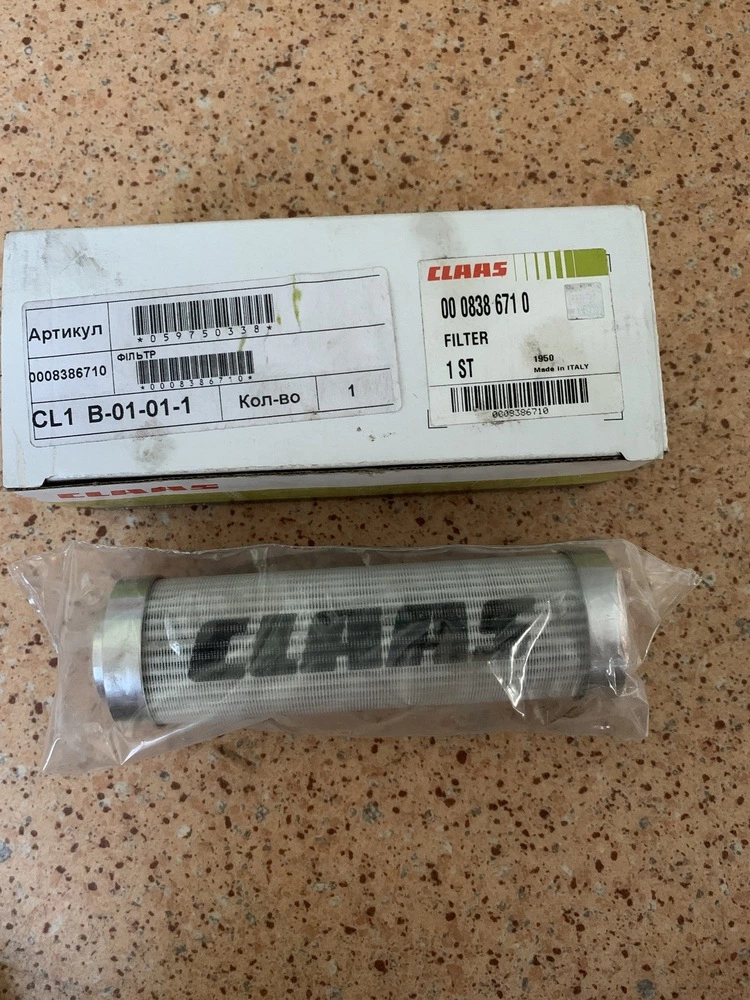 Артикул
*059750338*
0008386710
ФІЛЬТР
*0008386710*
CL1 B-01-01-1
Кол-во
1
CLAAS
00 0838 671 0
FILTER
1 ST
1950
Made in ITALY
0008386710
CLAAS
CLAAS